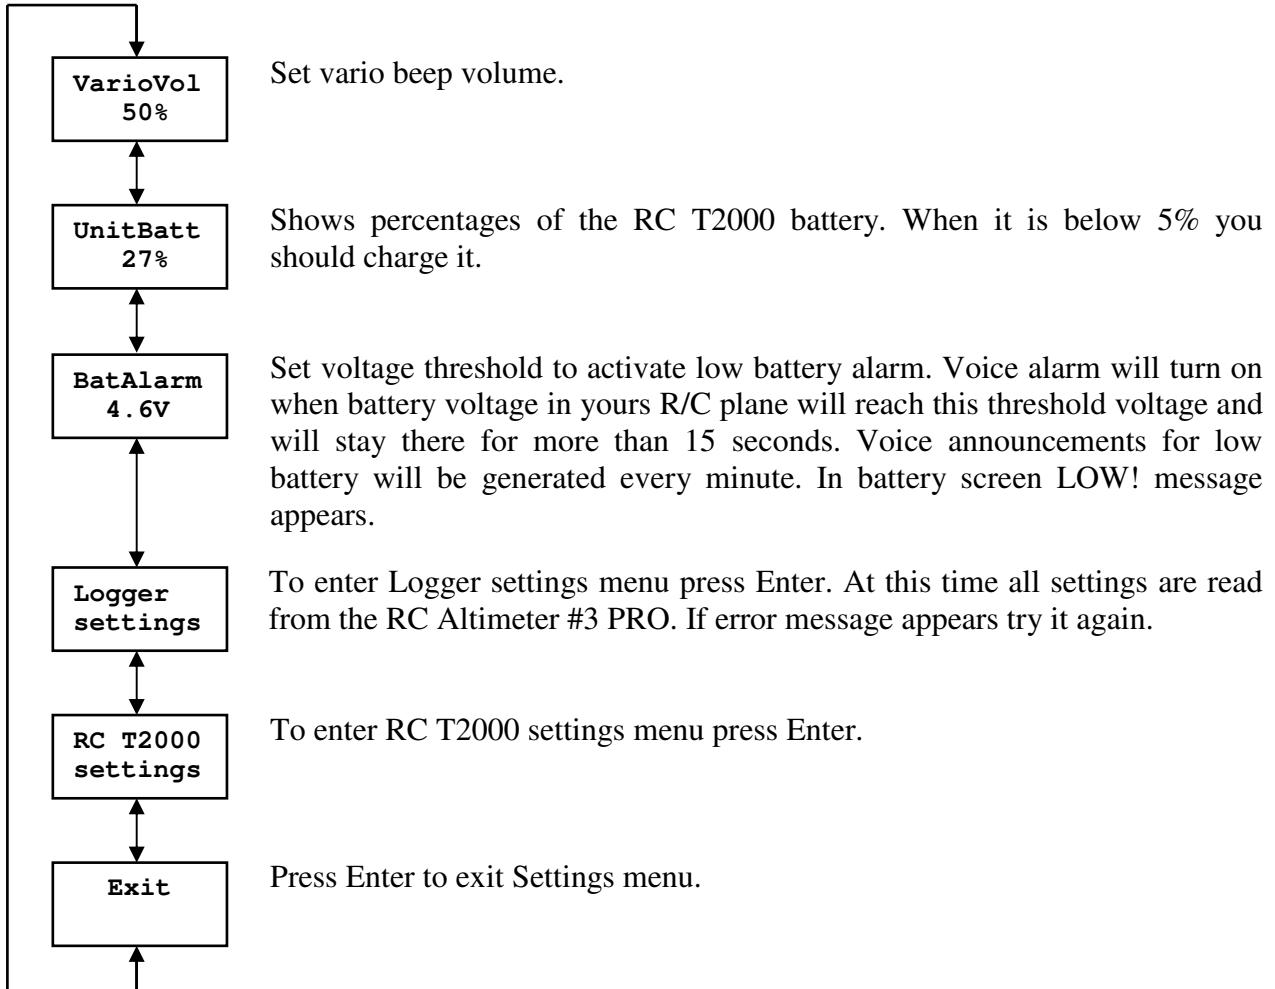 VarioVol
50%
Set vario beep volume.
UnitBatt
27%
Shows percentages of the RC T2000 battery. When it is below 5% you
should charge it.
BatAlarm
4.6V
Set voltage threshold to activate low battery alarm. Voice alarm will turn on
when battery voltage in yours R/C plane will reach this threshold voltage and
will stay there for more than 15 seconds. Voice announcements for low
battery will be generated every minute. In battery screen LOW! message
appears.
Logger
settings
To enter Logger settings menu press Enter. At this time all settings are read
from the RC Altimeter #3 PRO. If error message appears try it again.
RC T2000
settings
To enter RC T2000 settings menu press Enter.
Exit
Press Enter to exit Settings menu.